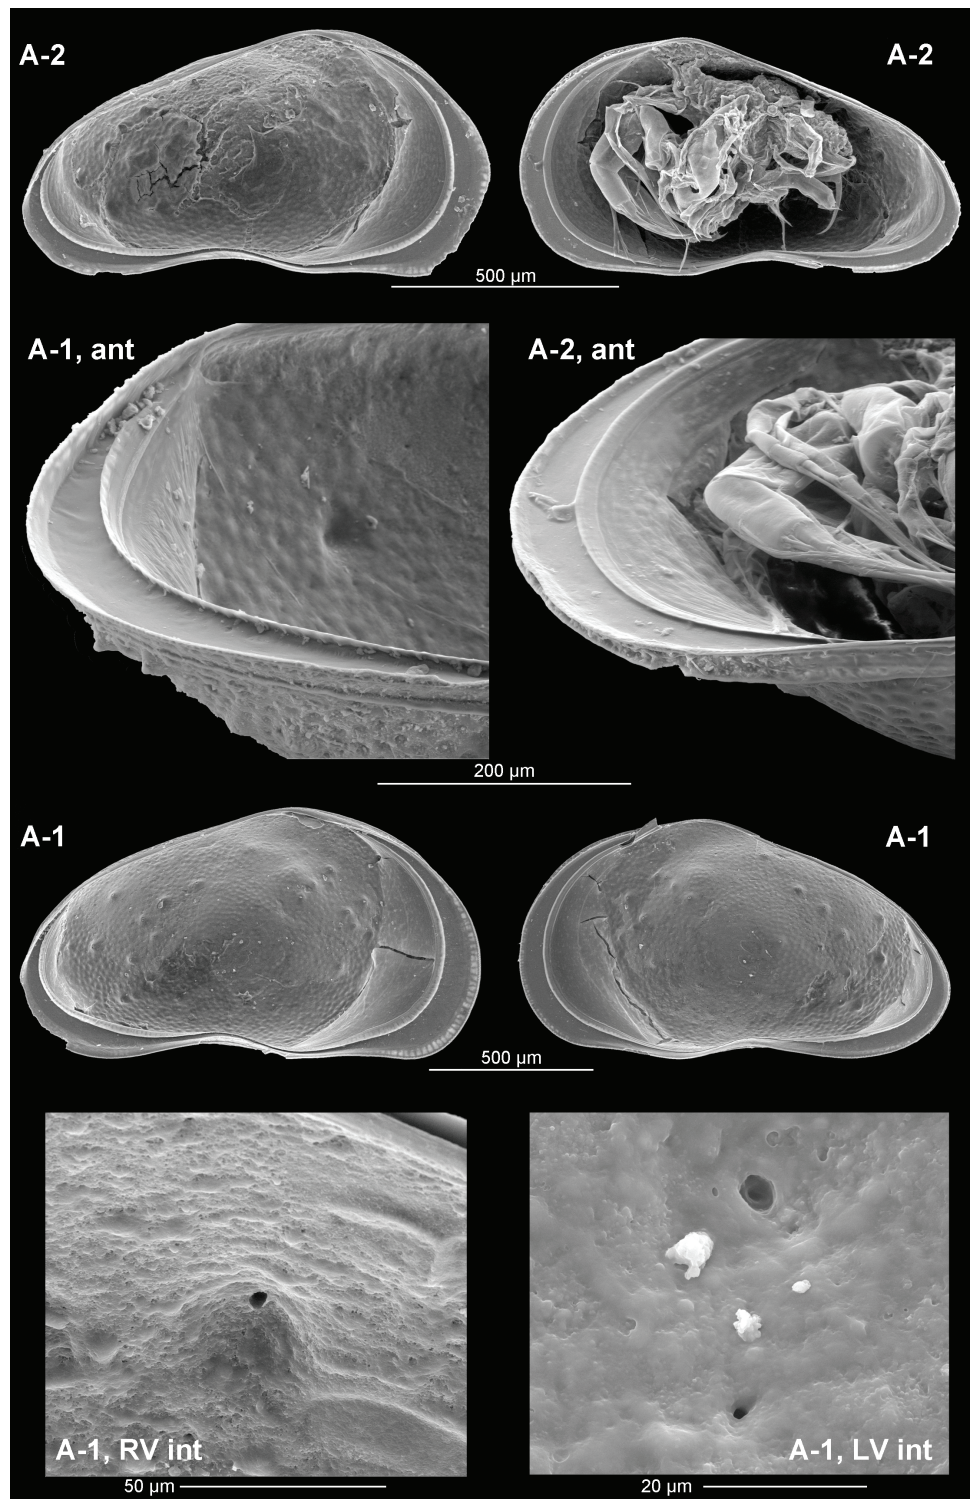 A-2
A-2
500 µm
A-1, ant
A-2, ant
200 µm
A-1
A-1
500 µm
A-1, RV int
A-1, LV int
50 µm
20 µm